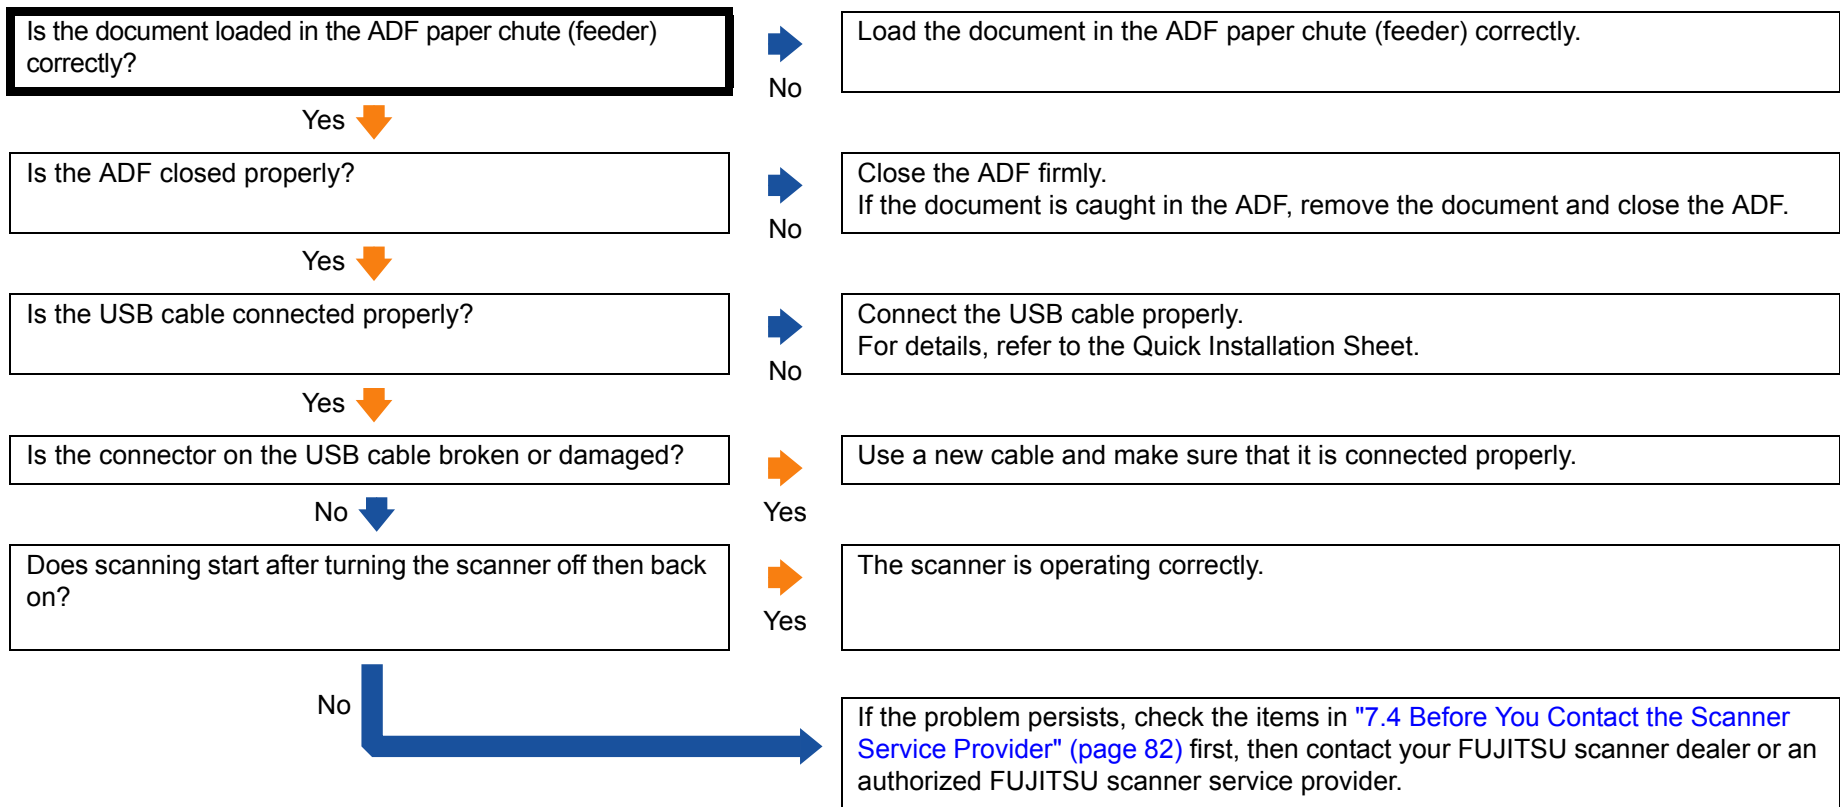 Is the document loaded in the ADF paper chute (feeder)
correctly?
No
Load the document in the ADF paper chute (feeder) correctly.
Yes
Is the ADF closed properly?
No
Close the ADF firmly.
If the document is caught in the ADF, remove the document and close the ADF.
Yes
Is the USB cable connected properly?
No
Connect the USB cable properly.
For details, refer to the Quick Installation Sheet.
Yes
Is the connector on the USB cable broken or damaged?
Yes
Use a new cable and make sure that it is connected properly.
No
Does scanning start after turning the scanner off then back
on?
Yes
The scanner is operating correctly.
No
If the problem persists, check the items in "7.4 Before You Contact the Scanner
Service Provider" (page 82) first, then contact your FUJITSU scanner dealer or an
authorized FUJITSU scanner service provider.